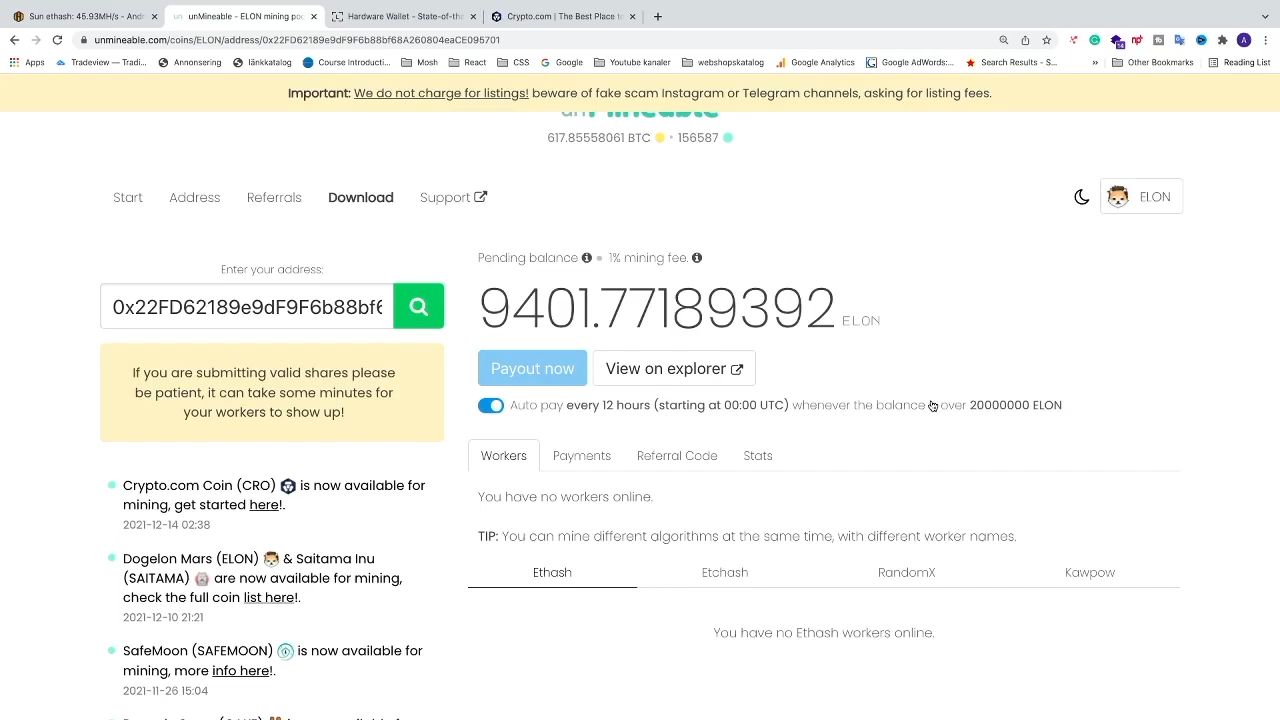 Sun ethash: 45.93MH/s - And
unMineable - ELON mining poo
Hardware Wallet - State-of-th
Crypto.com | The Best Place t
unmineable.com/coins/ELON/address/0x22FD62189e9dF9F6b88bf68A260804eaCE095701
Apps
Tradeview – Tradi...
Annonsering
länkkatalog
Course Introducti...
Mosh
React
CSS
Google
Youtube kanaler
webshopskatalog
Google Analytics
Google AdWords:...
Search Results - S...
»
Other Bookmarks
Reading List
Important: We do not charge for listings! beware of fake scam Instagram or Telegram channels, asking for listing fees.
unMineable
617.85558061 BTC • 156587
Start
Address
Referrals
Download
Support
ELON
Enter your address:
0x22FD62189e9dF9F6b88bf6
If you are submitting valid shares please
be patient, it can take some minutes for
your workers to show up!
Crypto.com Coin (CRO) is now available for
mining, get started here!.
2021-12-14 02:38
Dogelon Mars (ELON) & Saitama Inu
(SAITAMA) are now available for mining,
check the full coin list here!.
2021-12-10 21:21
SafeMoon (SAFEMOON) is now available for
mining, more info here!.
2021-11-26 15:04
Pending balance • 1% mining fee.
9401.77189392 ELON
Payout now
View on explorer
Auto pay every 12 hours (starting at 00:00 UTC) whenever the balance over 20000000 ELON
Workers
Payments
Referral Code
Stats
You have no workers online.
TIP: You can mine different algorithms at the same time, with different worker names.
Ethash
Etchash
RandomX
Kawpow
You have no Ethash workers online.